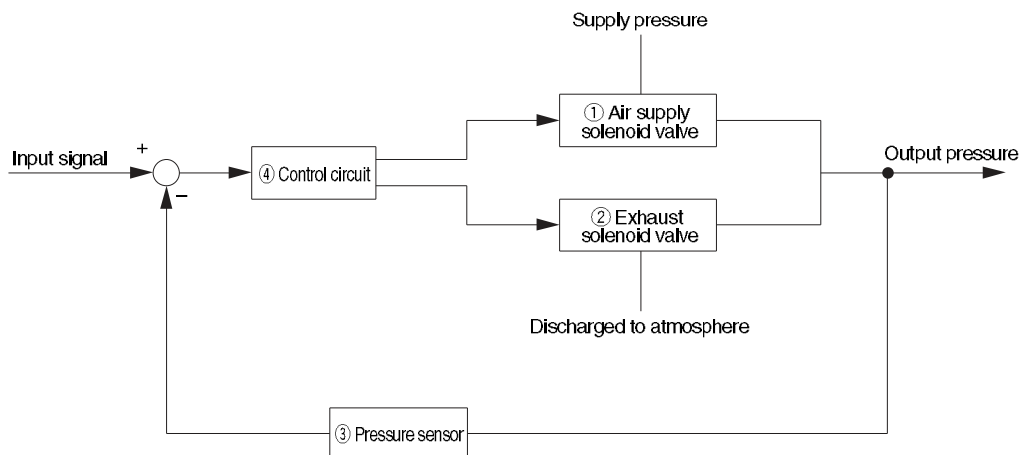 Supply pressure
① Air supply
solenoid valve
+
Input signal
④ Control circuit
Output pressure
−
② Exhaust
solenoid valve
Discharged to atmosphere
③ Pressure sensor